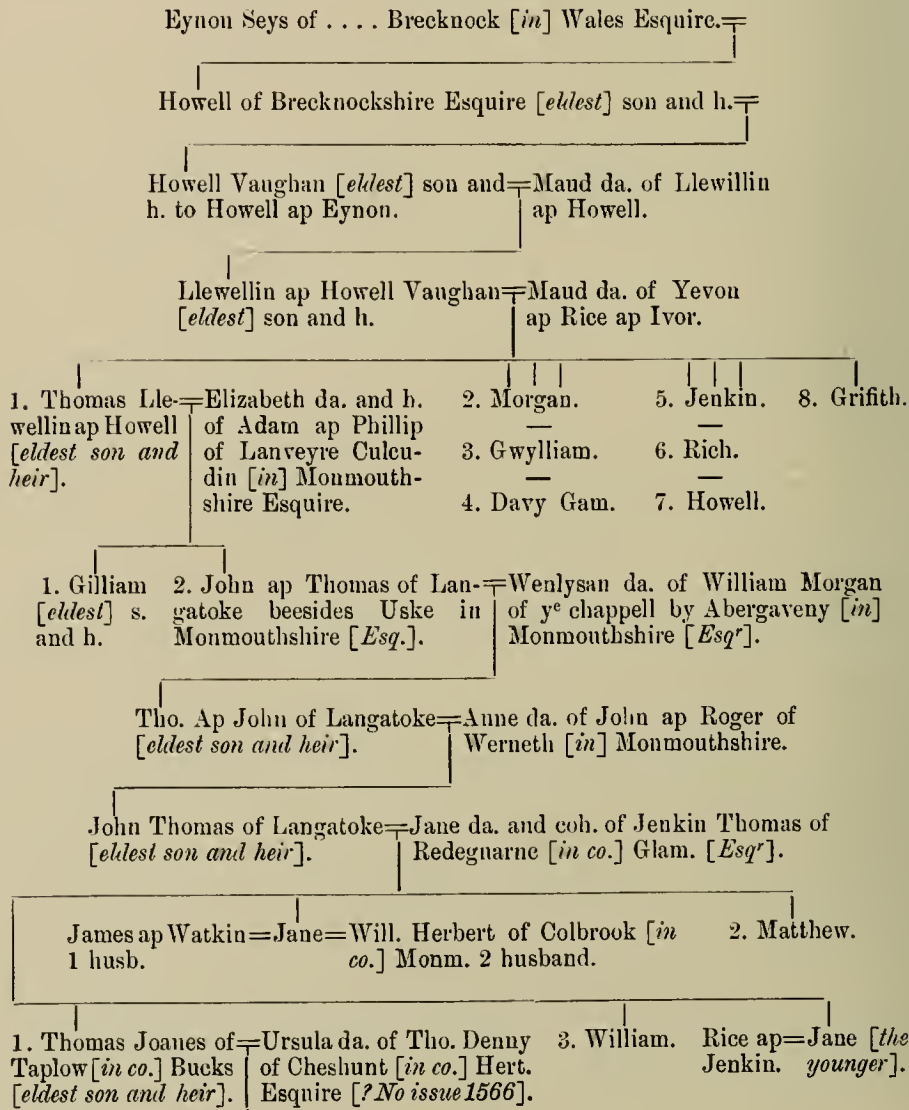 Eynon Seys of . . . . Brecknock [in] Wales Esquire.
Howell of Brecknockshire Esquire [eldest] son and h.
Howell Vaughan [eldest] son and=Maud da. of Llewillin
h. to Howell ap Eynon. ap Howell.
Llewellin ap Howell Vaughan=Maud da. of Yevon
[eldest] son and h. ap Rice ap Ivor.
1. Thomas Lle-=Elizabeth da. and h. 2. Morgan. 5. Jenkin. 8. Grifith.
wellin ap Howell of Adam ap Phillip — —
[eldest son and of Lanveyre Culcu- 3. Gwylliam. 6. Rich.
heir]. din [in] Monmouth- — —
shire Esquire. 4. Davy Gam. 7. Howell.
1. Gilliam 2. John ap Thomas of Lan-=Wenlysan da. of William Morgan
[eldest] s. gatoke beesides Uske in of yᵉ chappell by Abergaveny [in]
and h. Monmouthshire [Esq.]. Monmouthshire [Esqʳ].
Tho. Ap John of Langatoke=Anne da. of John ap Roger of
[eldest son and heir]. Werneth [in] Monmouthshire.
John Thomas of Langatoke=Jane da. and coh. of Jenkin Thomas of
[eldest son and heir]. Redegnarne [in co.] Glam. [Esqʳ].
James ap Watkin=Jane=Will. Herbert of Colbrook [in 2. Matthew.
1 husb. co.] Monm. 2 husband.
1. Thomas Joanes of=Ursula da. of Tho. Denny 3. William. Rice ap=Jane [the
Taplow [in co.] Bucks of Cheshunt [in co.] Hert. Jenkin. younger].
[eldest son and heir]. Esquire [? No issue 1566].